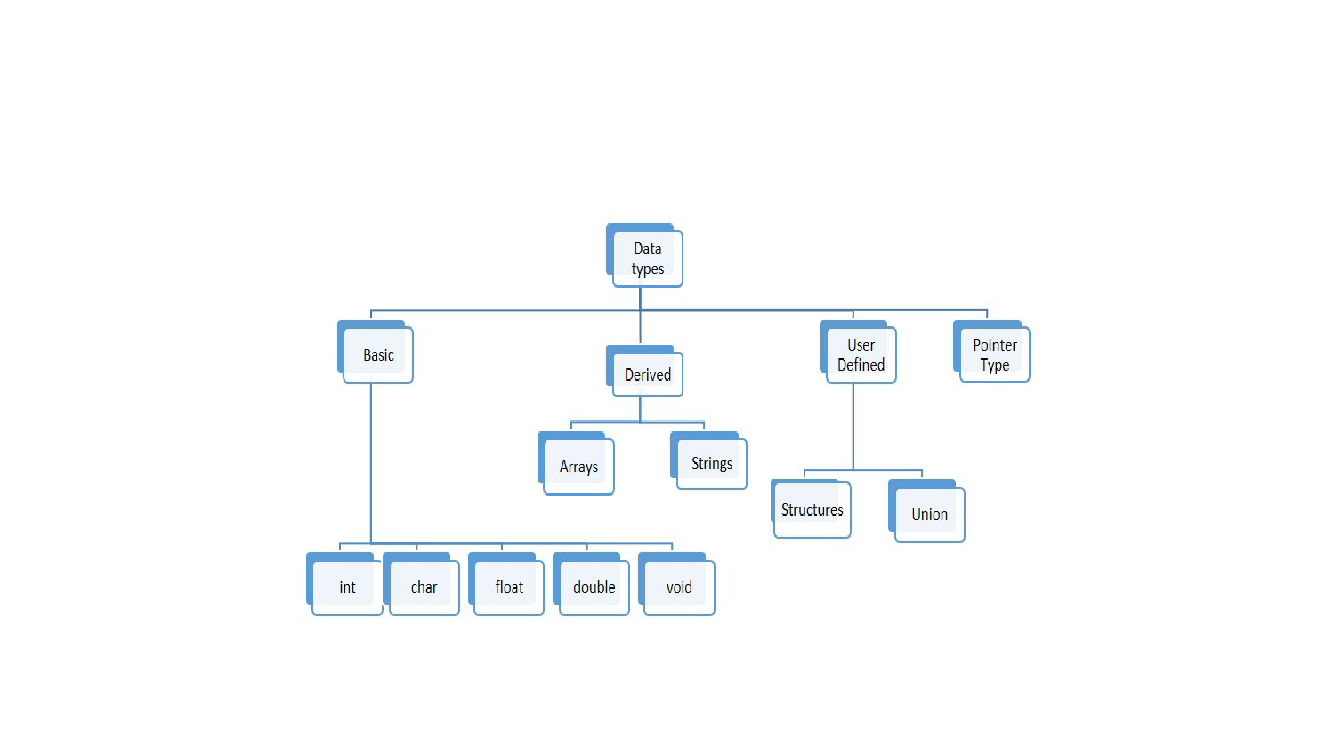 Data
types
Basic
Derived
User
Defined
Pointer
Type
Arrays
Strings
Structures
Union
int
char
float
double
void